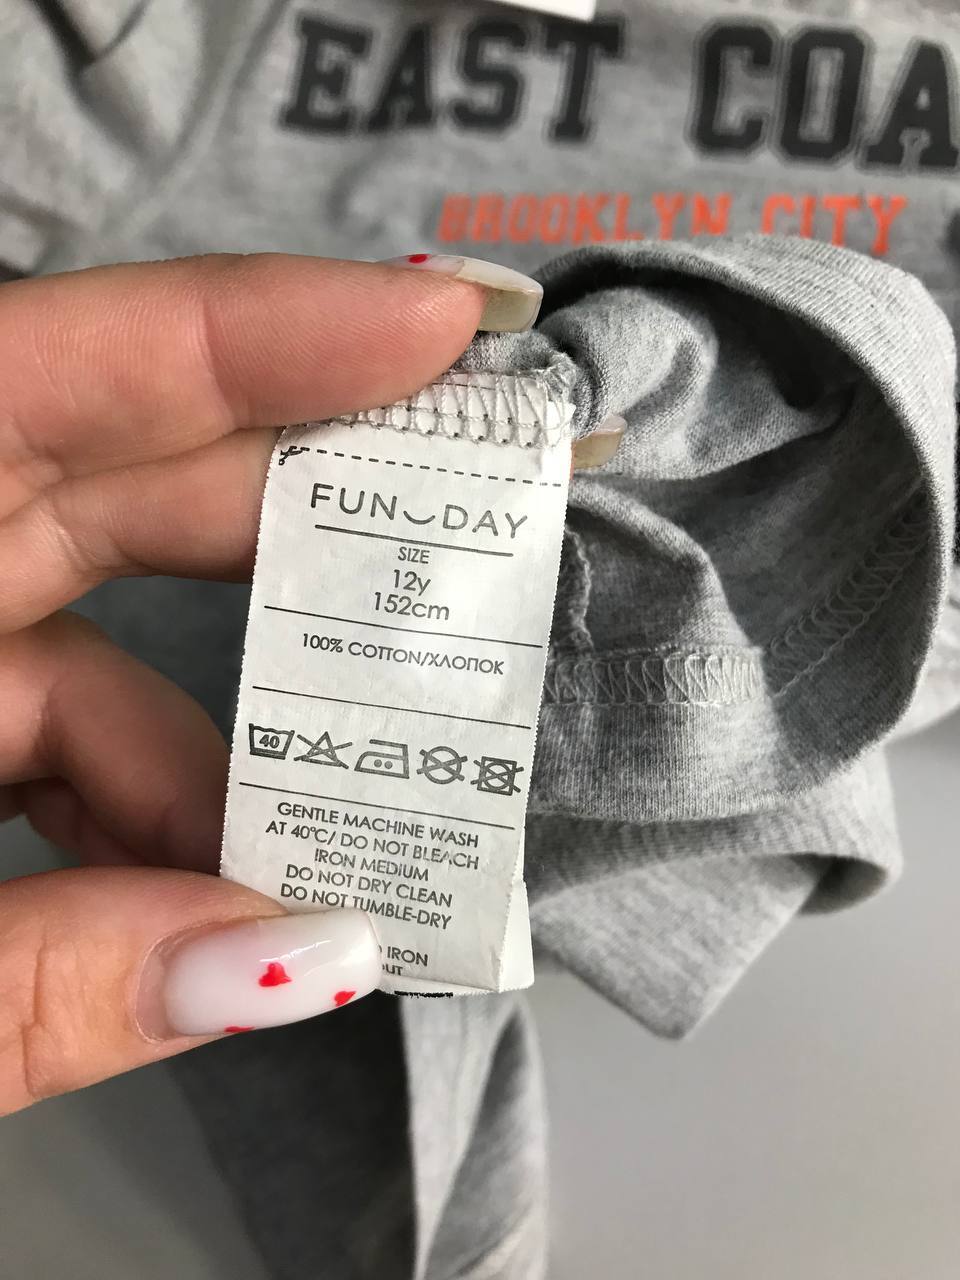 EAST COA
BROOKLYN CITY
FUN DAY
SIZE
12y
152cm
100% COTTON/ХЛОПОК
40
GENTLE MACHINE WASH
AT 40°C/ DO NOT BLEACH
IRON MEDIUM
DO NOT DRY CLEAN
DO NOT TUMBLE-DRY
IRON